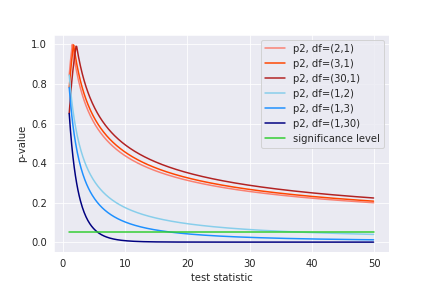 1.0
0.8
0.6
0.4
0.2
0.0
p-value
0
10
20
30
40
50
test statistic
p2, df=(2,1)
p2, df=(3,1)
p2, df=(30,1)
p2, df=(1,2)
p2, df=(1,3)
p2, df=(1,30)
significance level